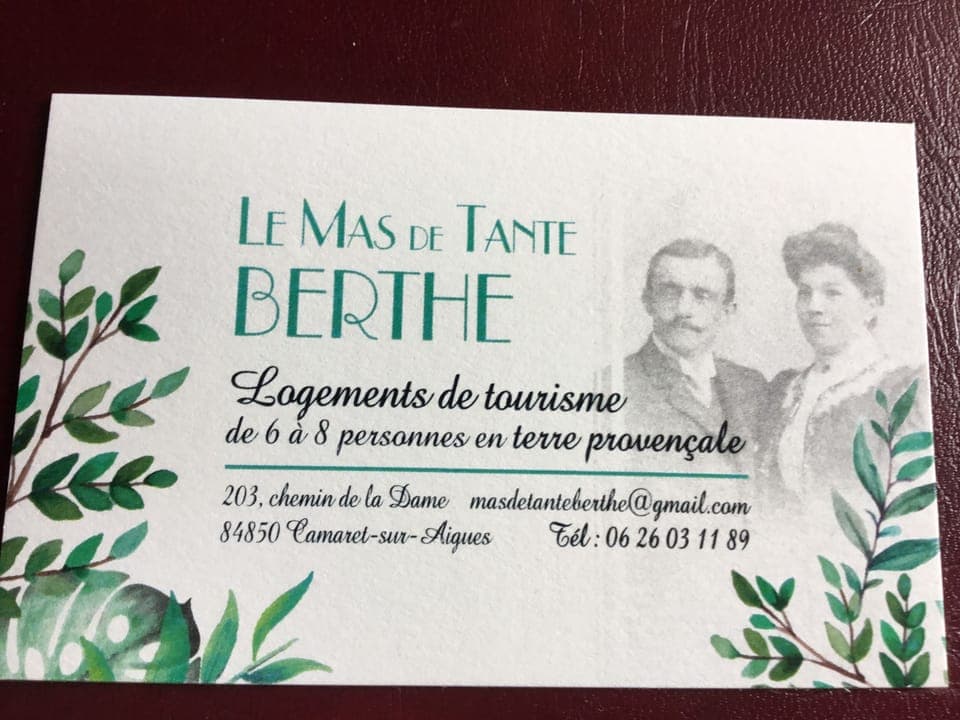 Le Mas de Tante
BERTHE
Logements de tourisme
de 6 à 8 personnes en terre provençale
203, chemin de la Dame masdetanteberthe@gmail.com
84850 Camaret-sur-Aigues Tél : 06 26 03 11 89